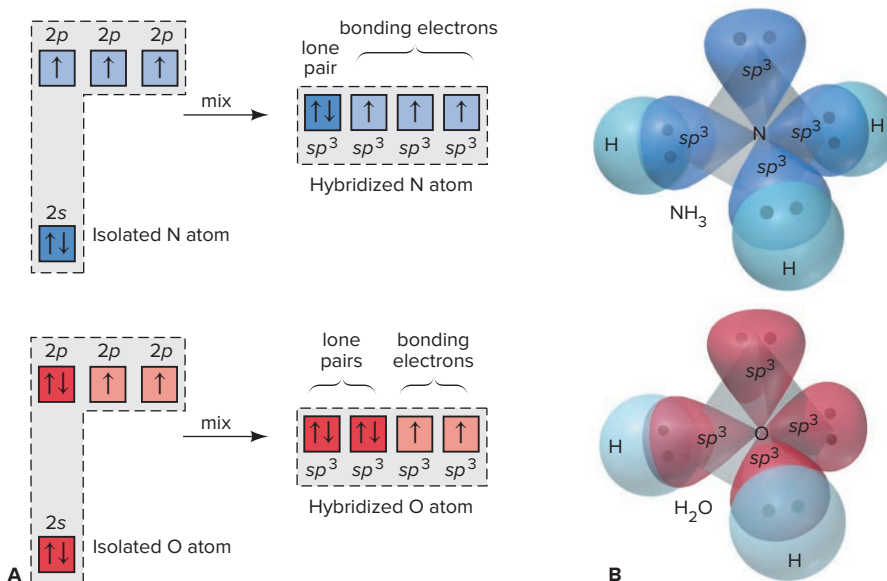 2p 2p 2p
↑ ↑ ↑
mix
2s
↑↓
Isolated N atom
bonding electrons
lone
pair
↑↓ ↑ ↑ ↑
sp³ sp³ sp³ sp³
Hybridized N atom
sp³
H
sp³
N
sp³
H
sp³
NH₃
H
2p 2p 2p
↑↓ ↑ ↑
mix
2s
↑↓
Isolated O atom
A
lone
pairs
bonding
electrons
↑↓ ↑↓ ↑ ↑
sp³ sp³ sp³ sp³
Hybridized O atom
sp³
H
sp³
O
sp³
sp³
H₂O
H
B